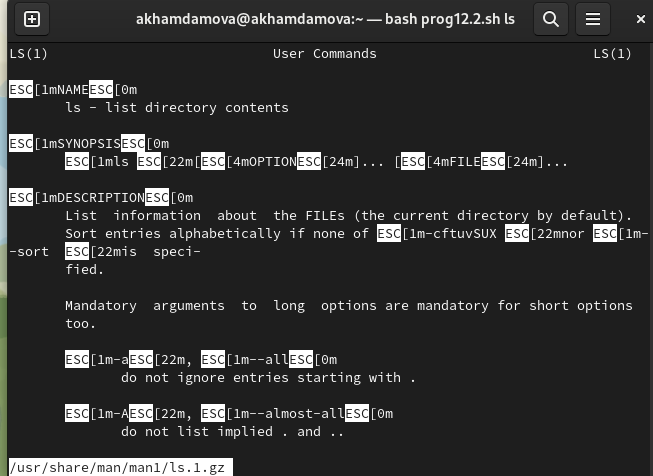 akhamdamova@akhamdamova:~ — bash prog12.2.sh ls
LS(1) User Commands LS(1)
ESC[1mNAMEESC[0m
ls - list directory contents
ESC[1mSYNOPSISESC[0m
ESC[1mls ESC[22m[ESC[4mOPTIONESC[24m]... [ESC[4mFILEESC[24m]...
ESC[1mDESCRIPTIONESC[0m
List information about the FILEs (the current directory by default).
Sort entries alphabetically if none of ESC[1m-cftuvSUX ESC[22mnor ESC[1m-
-sort ESC[22mis speci-
fied.
Mandatory arguments to long options are mandatory for short options
too.
ESC[1m-aESC[22m, ESC[1m--allESC[0m
do not ignore entries starting with .
ESC[1m-AESC[22m, ESC[1m--almost-allESC[0m
do not list implied . and ..
/usr/share/man/man1/ls.1.gz